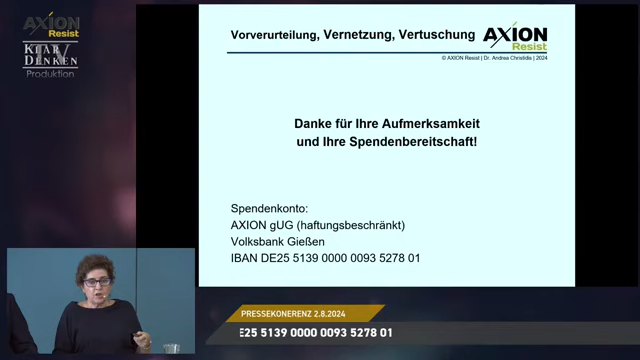 AXION
Resist
KLAR TV
DENKEN
Produktion
Vorverurteilung, Vernetzung, Vertuschung
AXION
Resist
© AXION Resist | Dr. Andrea Christidis | 2024
Danke für Ihre Aufmerksamkeit
und Ihre Spendenbereitschaft!
Spendenkonto:
AXION gUG (haftungsbeschränkt)
Volksbank Gießen
IBAN DE25 5139 0000 0093 5278 01
PRESSEKONERENZ 2.8.2024
E25 5139 0000 0093 5278 01